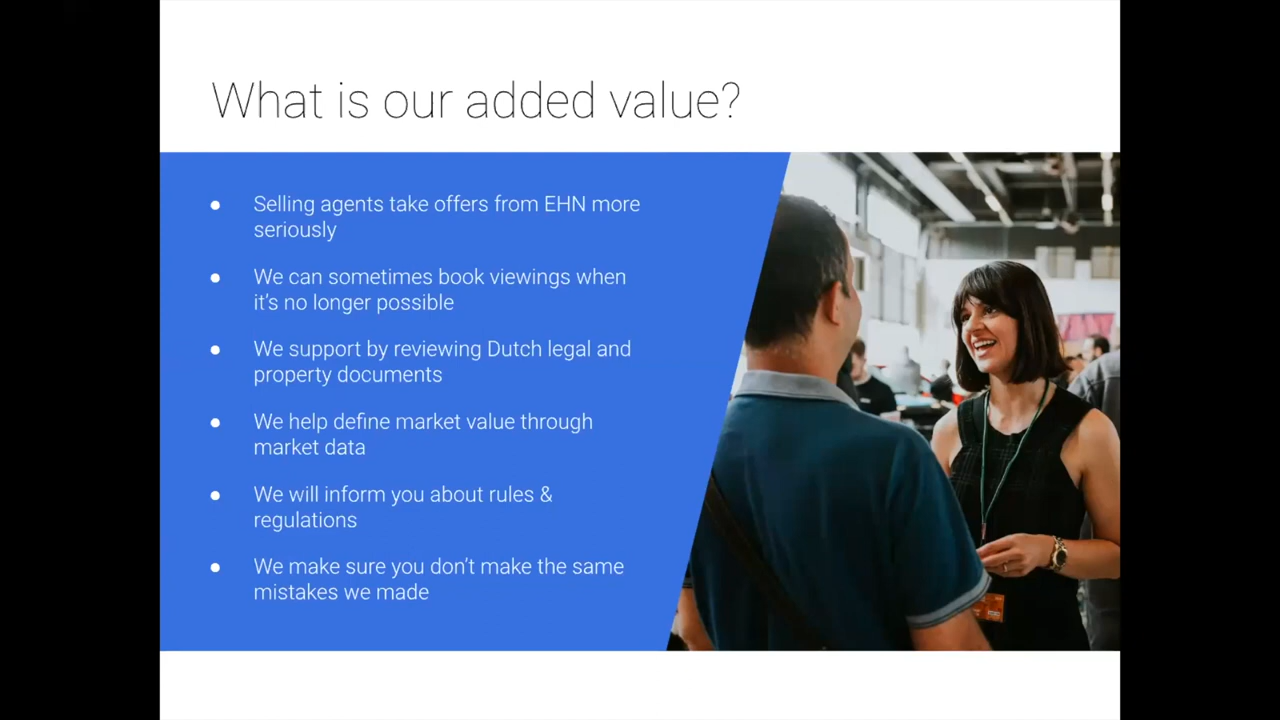 What is our added value?
● Selling agents take offers from EHN more
seriously
● We can sometimes book viewings when
it's no longer possible
● We support by reviewing Dutch legal and
property documents
● We help define market value through
market data
● We will inform you about rules &
regulations
● We make sure you don't make the same
mistakes we made